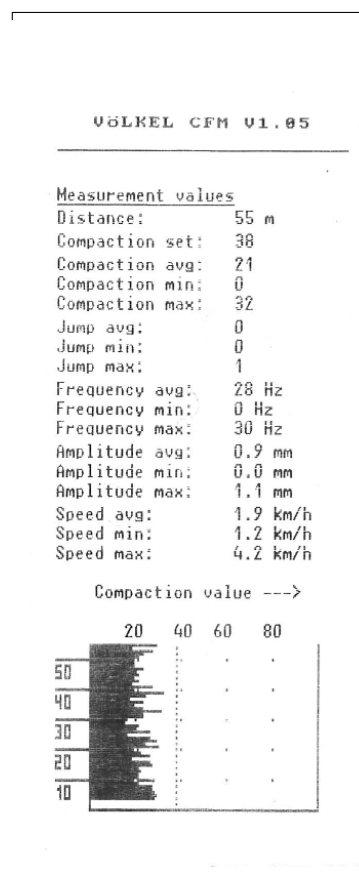 VÖLKEL CFM V1.05
Measurement values
Distance: 55 m
Compaction set: 38
Compaction avg: 21
Compaction min: 0
Compaction max: 32
Jump avg: 0
Jump min: 0
Jump max: 1
Frequency avg: 28 Hz
Frequency min: 0 Hz
Frequency max: 30 Hz
Amplitude avg: 0.9 mm
Amplitude min: 0.0 mm
Amplitude max: 1.1 mm
Speed avg: 1.9 km/h
Speed min: 1.2 km/h
Speed max: 4.2 km/h
Compaction value --->
20 40 60 80
50
40
30
20
10